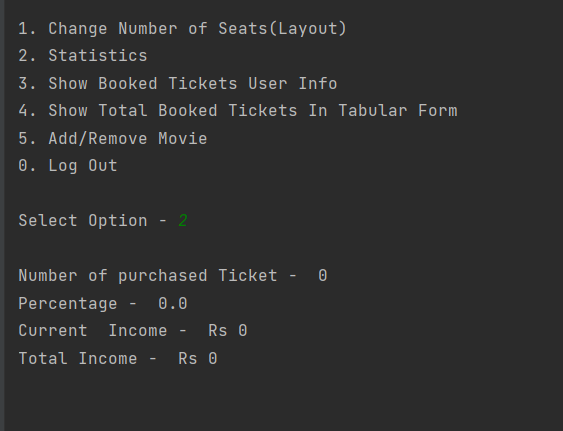 1. Change Number of Seats(Layout)
2. Statistics
3. Show Booked Tickets User Info
4. Show Total Booked Tickets In Tabular Form
5. Add/Remove Movie
0. Log Out
Select Option - 2
Number of purchased Ticket -  0
Percentage -  0.0
Current  Income -  Rs 0
Total Income -  Rs 0